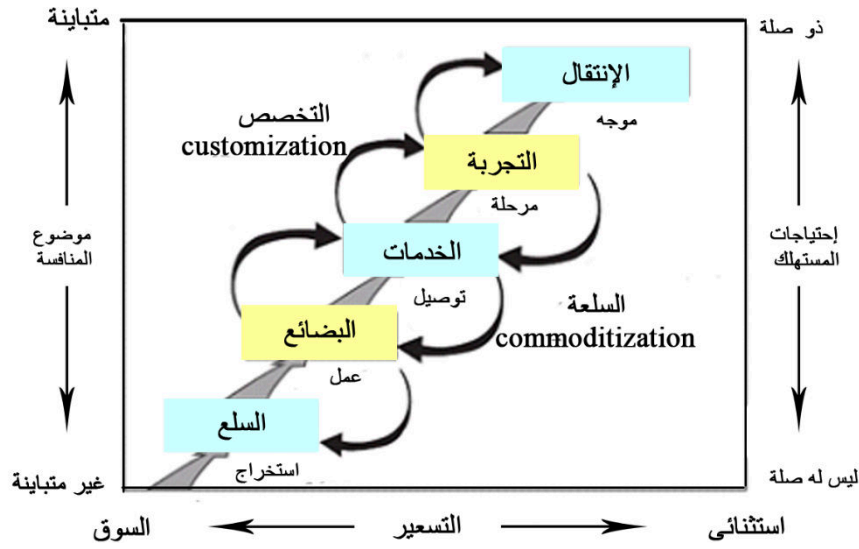 متباينة
ذو صلة
الإنتقال
موجه
التخصص
customization
التجربة
مرحلة
موضوع
المنافسة
إحتياجات
المستهلك
الخدمات
توصيل
السلعة
commoditization
البضائع
عمل
السلع
استخراج
غير متباينة
ليس له صلة
السوق
التسعير
استثنائى